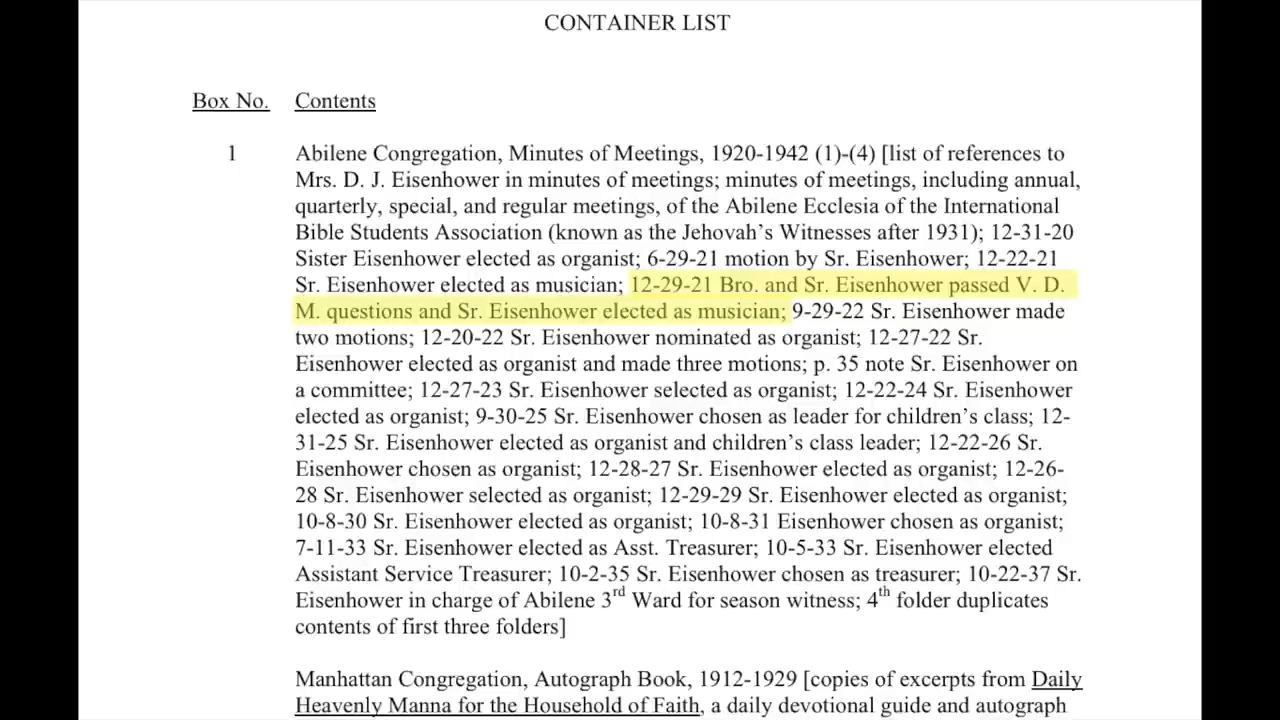 CONTAINER LIST
Box No. Contents
1 Abilene Congregation, Minutes of Meetings, 1920-1942 (1)-(4) [list of references to
Mrs. D. J. Eisenhower in minutes of meetings; minutes of meetings, including annual,
quarterly, special, and regular meetings, of the Abilene Ecclesia of the International
Bible Students Association (known as the Jehovah’s Witnesses after 1931); 12-31-20
Sister Eisenhower elected as organist; 6-29-21 motion by Sr. Eisenhower; 12-22-21
Sr. Eisenhower elected as musician; 12-29-21 Bro. and Sr. Eisenhower passed V. D.
M. questions and Sr. Eisenhower elected as musician; 9-29-22 Sr. Eisenhower made
two motions; 12-20-22 Sr. Eisenhower nominated as organist; 12-27-22 Sr.
Eisenhower elected as organist and made three motions; p. 35 note Sr. Eisenhower on
a committee; 12-27-23 Sr. Eisenhower selected as organist; 12-22-24 Sr. Eisenhower
elected as organist; 9-30-25 Sr. Eisenhower chosen as leader for children’s class; 12-
31-25 Sr. Eisenhower elected as organist and children’s class leader; 12-22-26 Sr.
Eisenhower chosen as organist; 12-28-27 Sr. Eisenhower elected as organist; 12-26-
28 Sr. Eisenhower selected as organist; 12-29-29 Sr. Eisenhower elected as organist;
10-8-30 Sr. Eisenhower elected as organist; 10-8-31 Eisenhower chosen as organist;
7-11-33 Sr. Eisenhower elected as Asst. Treasurer; 10-5-33 Sr. Eisenhower elected
Assistant Service Treasurer; 10-2-35 Sr. Eisenhower chosen as treasurer; 10-22-37 Sr.
Eisenhower in charge of Abilene 3rd Ward for season witness; 4th folder duplicates
contents of first three folders]
Manhattan Congregation, Autograph Book, 1912-1929 [copies of excerpts from Daily
Heavenly Manna for the Household of Faith, a daily devotional guide and autograph